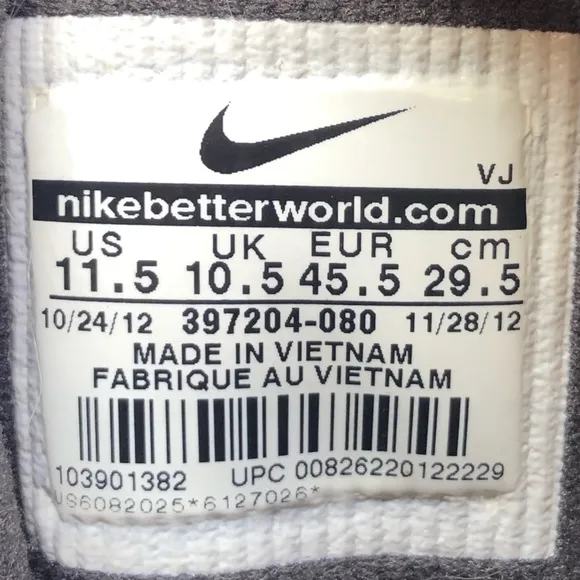 VJ
nikebetterworld.com
US UK EUR cm
11.5 10.5 45.5 29.5
10/24/12 397204-080 11/28/12
MADE IN VIETNAM
FABRIQUE AU VIETNAM
103901382 UPC 00826220122229
US6082025*6127026*